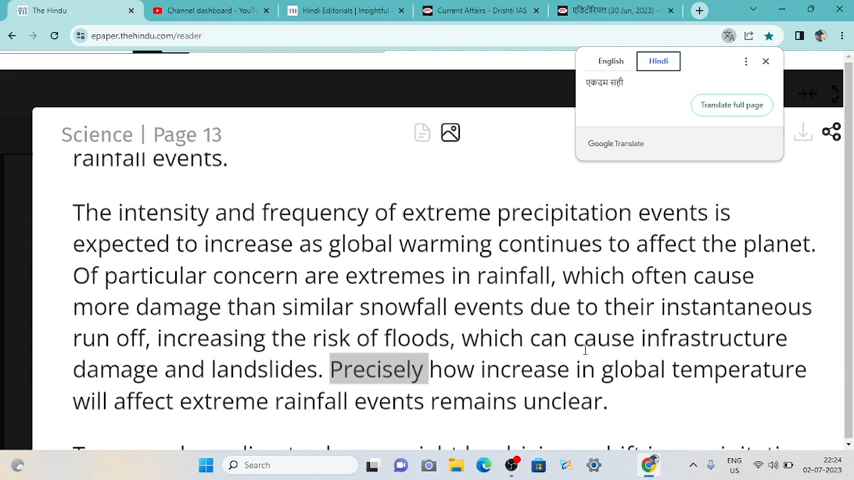 The Hindu
Channel dashboard - YouTu
Hindi Editorials | Insightful
Current Affairs - Drishti IAS
एडिटोरियल (30 Jun, 2023) -
epaper.thehindu.com/reader
English
Hindi
एकदम सही
Translate full page
Google Translate
Science | Page 13
rainfall events.
The intensity and frequency of extreme precipitation events is
expected to increase as global warming continues to affect the planet.
Of particular concern are extremes in rainfall, which often cause
more damage than similar snowfall events due to their instantaneous
run off, increasing the risk of floods, which can cause infrastructure
damage and landslides. Precisely how increase in global temperature
will affect extreme rainfall events remains unclear.
Search
ENG
US
22:24
02-07-2023